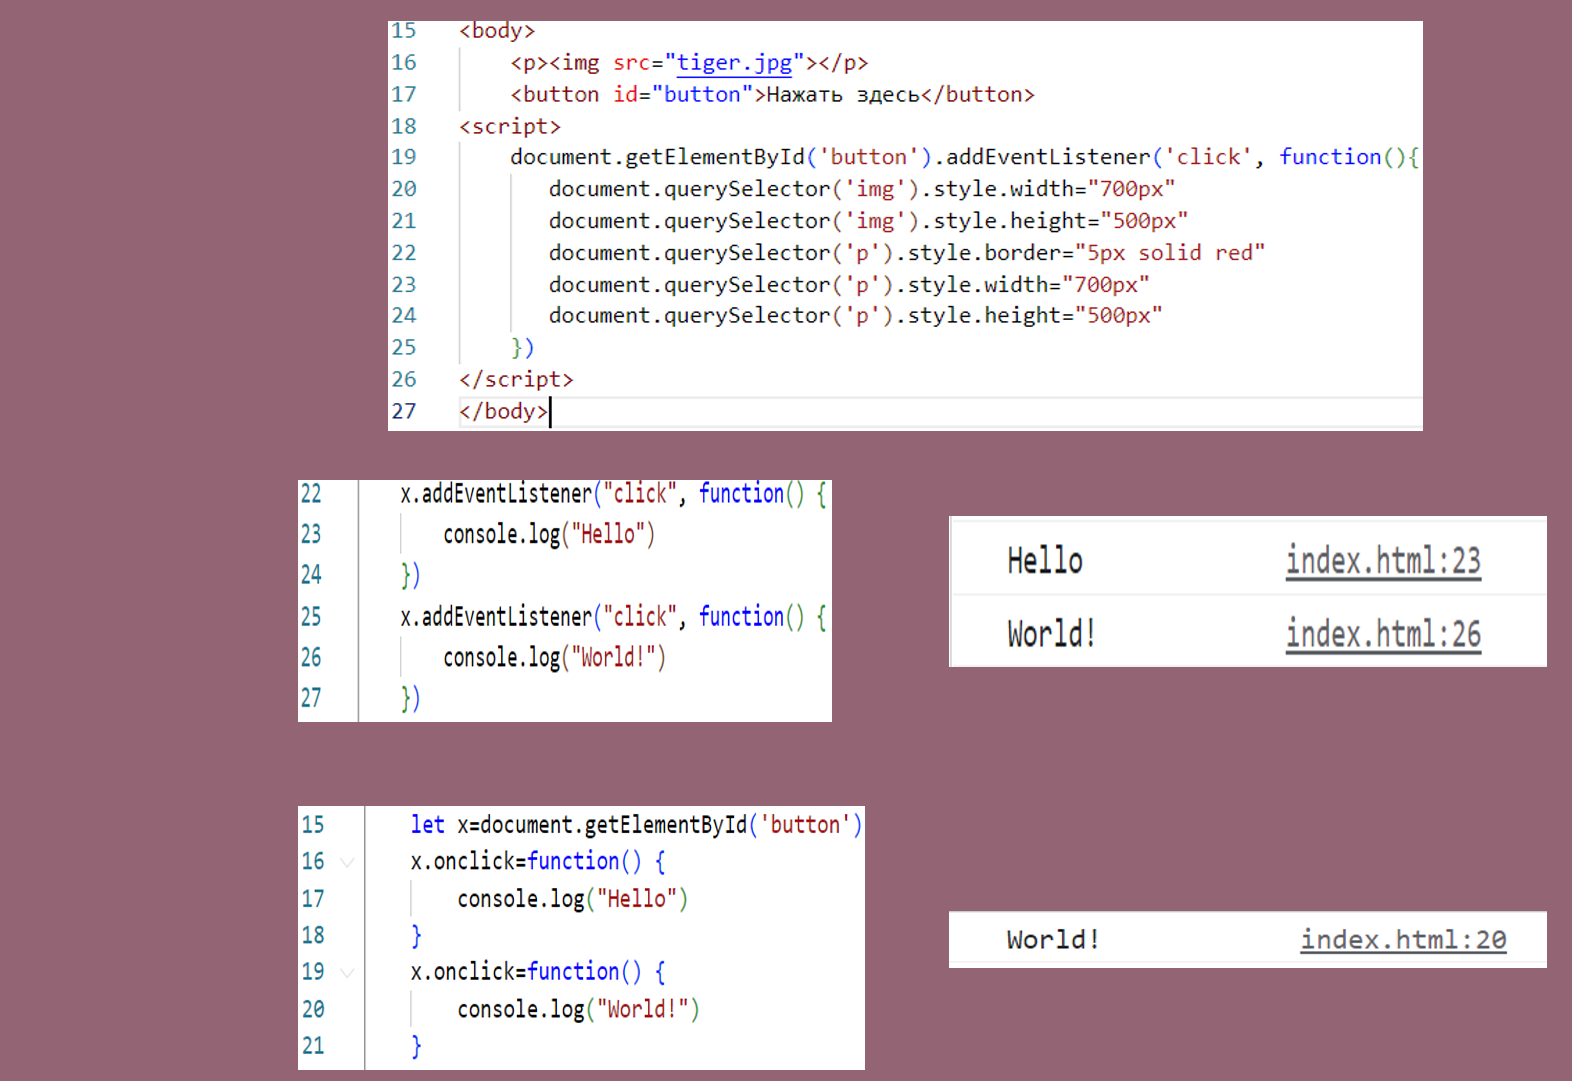 15 <body>
16 <p><img src="tiger.jpg"></p>
17 <button id="button">Нажать здесь</button>
18 <script>
19 document.getElementById('button').addEventListener('click', function(){
20 document.querySelector('img').style.width="700px"
21 document.querySelector('img').style.height="500px"
22 document.querySelector('p').style.border="5px solid red"
23 document.querySelector('p').style.width="700px"
24 document.querySelector('p').style.height="500px"
25 })
26 </script>
27 </body>
22 x.addEventListener("click", function() {
23 console.log("Hello")
24 })
25 x.addEventListener("click", function() {
26 console.log("World!")
27 })
Hello index.html:23
World! index.html:26
15 let x=document.getElementById('button')
16 x.onclick=function() {
17 console.log("Hello")
18 }
19 x.onclick=function() {
20 console.log("World!")
21 }
World! index.html:20